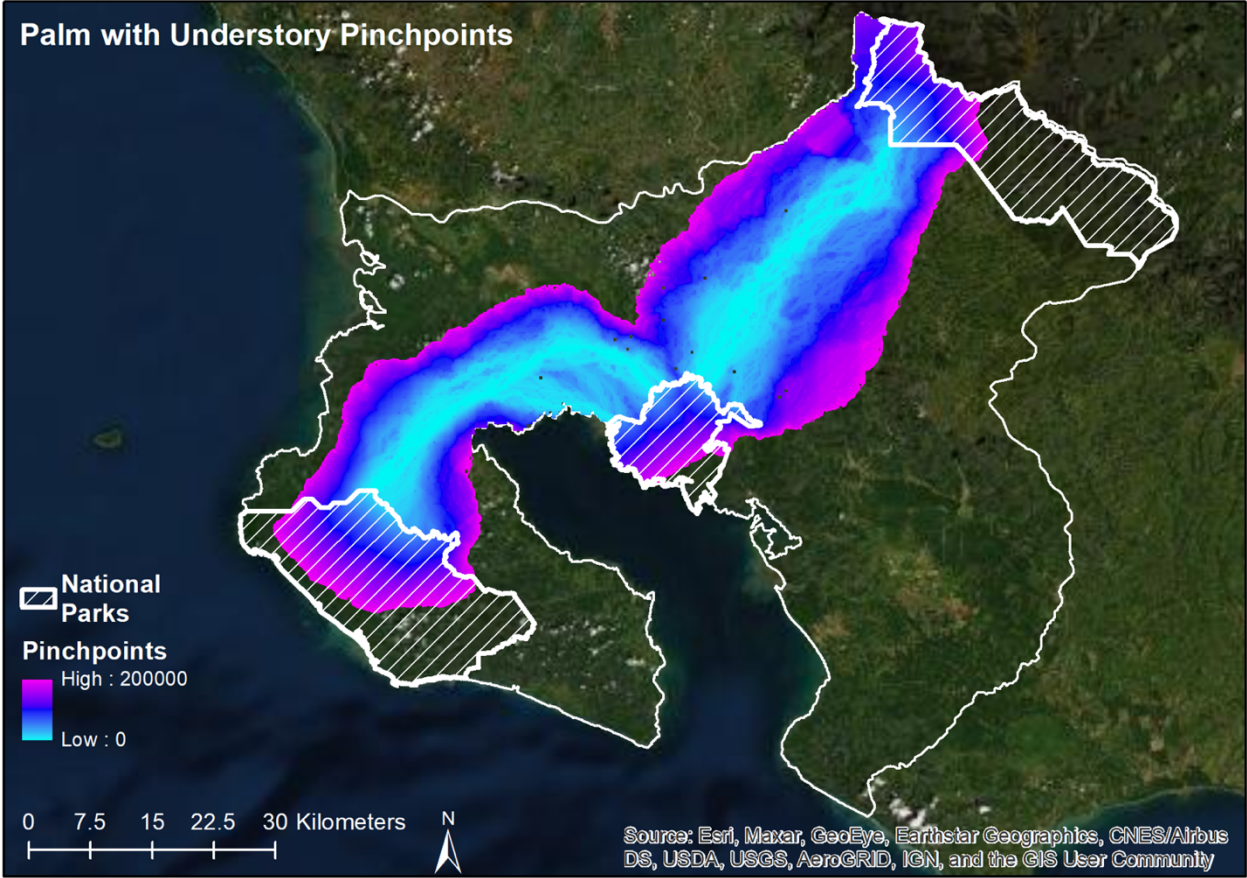 Palm with Understory Pinchpoints
National
Parks
Pinchpoints
High : 200000
Low : 0
0 7.5 15 22.5 30 Kilometers
N
Source: Esri, Maxar, GeoEye, Earthstar Geographics, CNES/Airbus
DS, USDA, USGS, AeroGRID, IGN, and the GIS User Community